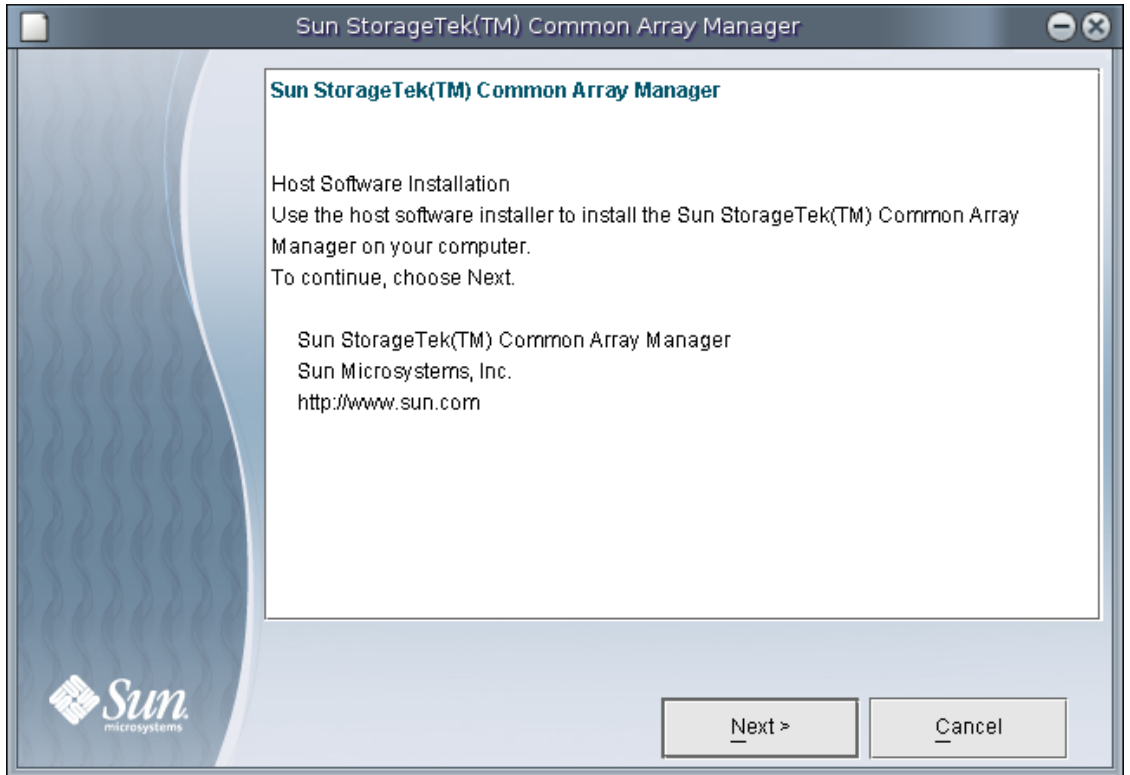 Sun StorageTek(TM) Common Array Manager
Sun StorageTek(TM) Common Array Manager
Host Software Installation
Use the host software installer to install the Sun StorageTek(TM) Common Array
Manager on your computer.
To continue, choose Next.
Sun StorageTek(TM) Common Array Manager
Sun Microsystems, Inc.
http://www.sun.com
Sun
microsystems
Next >
Cancel